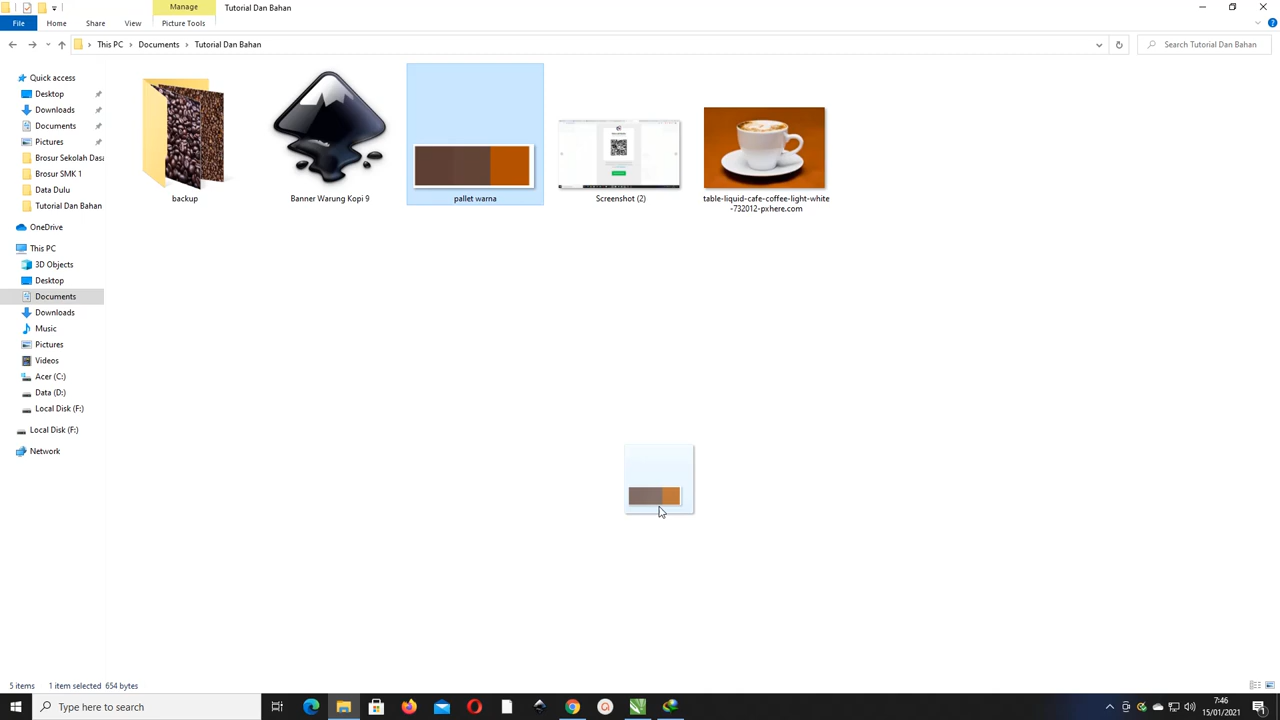 Manage
Tutorial Dan Bahan
File
Home
Share
View
Picture Tools
This PC
Documents
Tutorial Dan Bahan
Search Tutorial Dan Bahan
Quick access
Desktop
Downloads
Documents
Pictures
Brosur Sekolah Dasa
Brosur SMK 1
Data Dulu
Tutorial Dan Bahan
OneDrive
This PC
3D Objects
Desktop
Documents
Downloads
Music
Pictures
Videos
Acer (C:)
Data (D:)
Local Disk (F:)
Local Disk (F:)
Network
backup
Banner Warung Kopi 9
pallet warna
Screenshot (2)
table-liquid-cafe-coffee-light-white
-732012-pxhere.com
5 items
1 item selected 654 bytes
Type here to search
7:46
15/01/2021